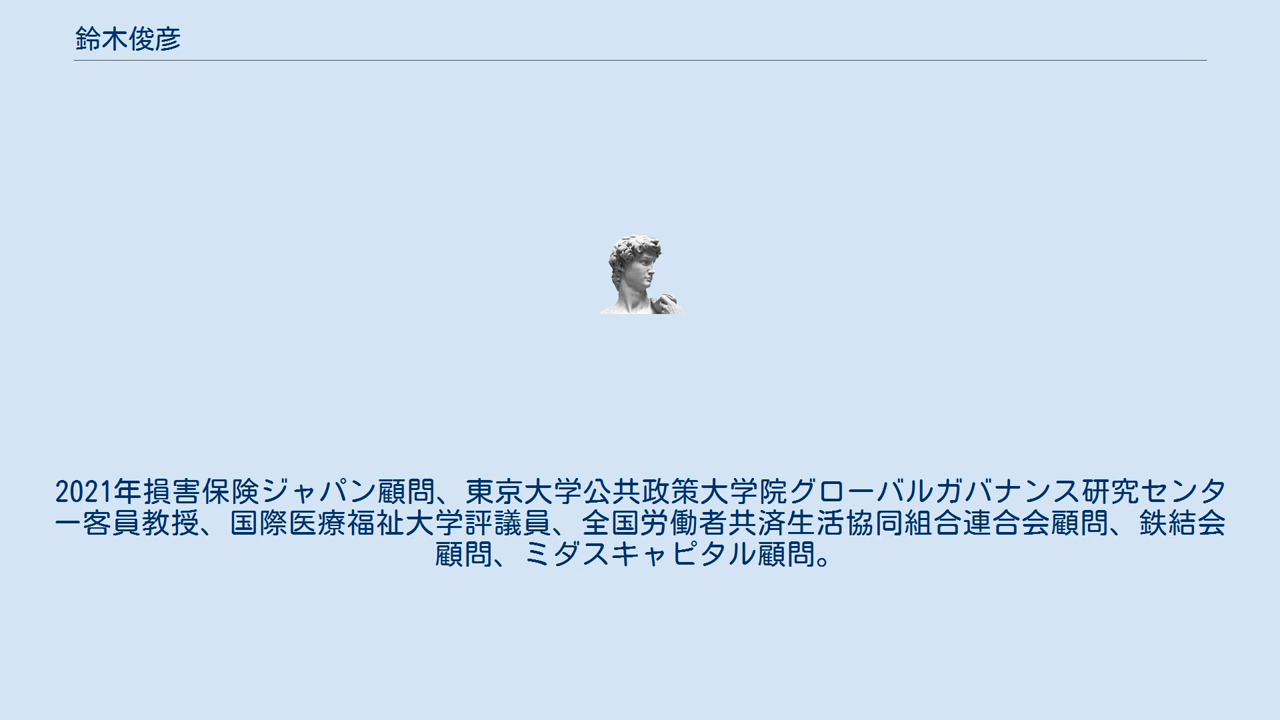 鈴木俊彦
2021年損害保険ジャパン顧問、東京大学公共政策大学院グローバルガバナンス研究センタ
ー客員教授、国際医療福祉大学評議員、全国労働者共済生活協同組合連合会顧問、鉄結会
顧問、ミダスキャピタル顧問。